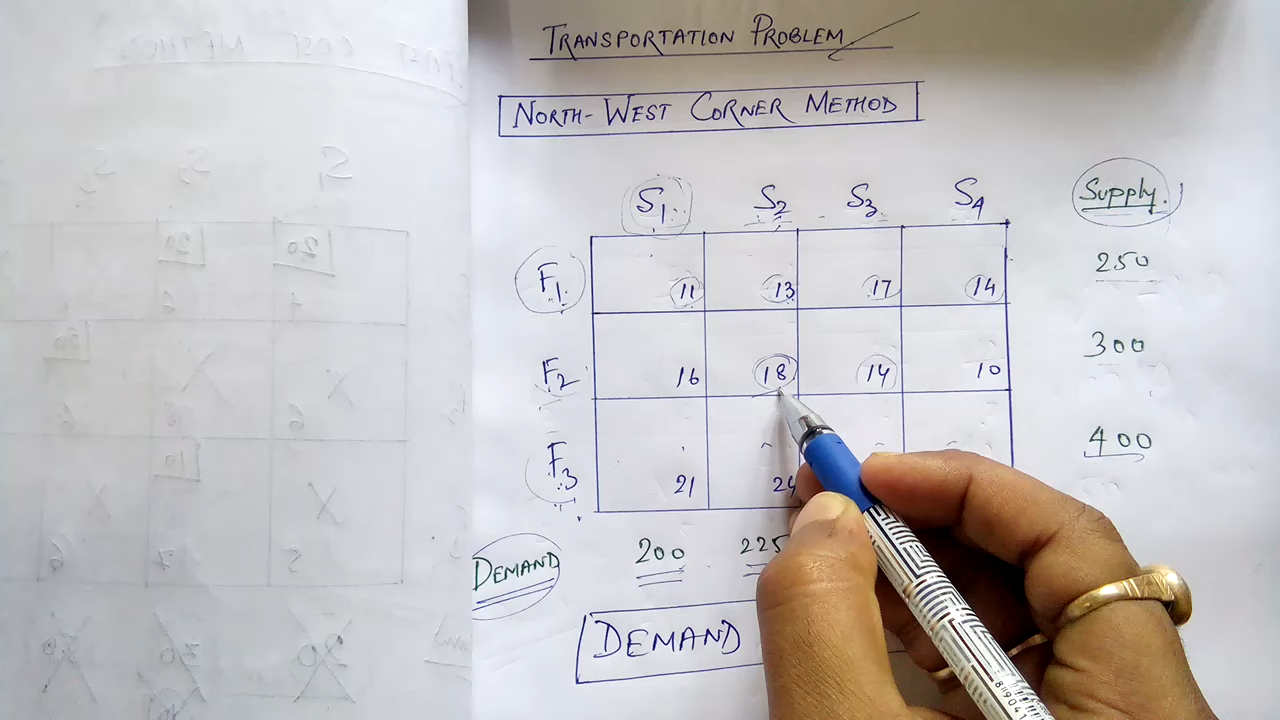 TRANSPORTATION PROBLEM
NORTH-WEST CORNER METHOD
S1 S2 S3 S4 Supply.
F1 11 13 17 14 250
F2 16 18 14 10 300
F3 21 400
DEMAND 200 225
DEMAND